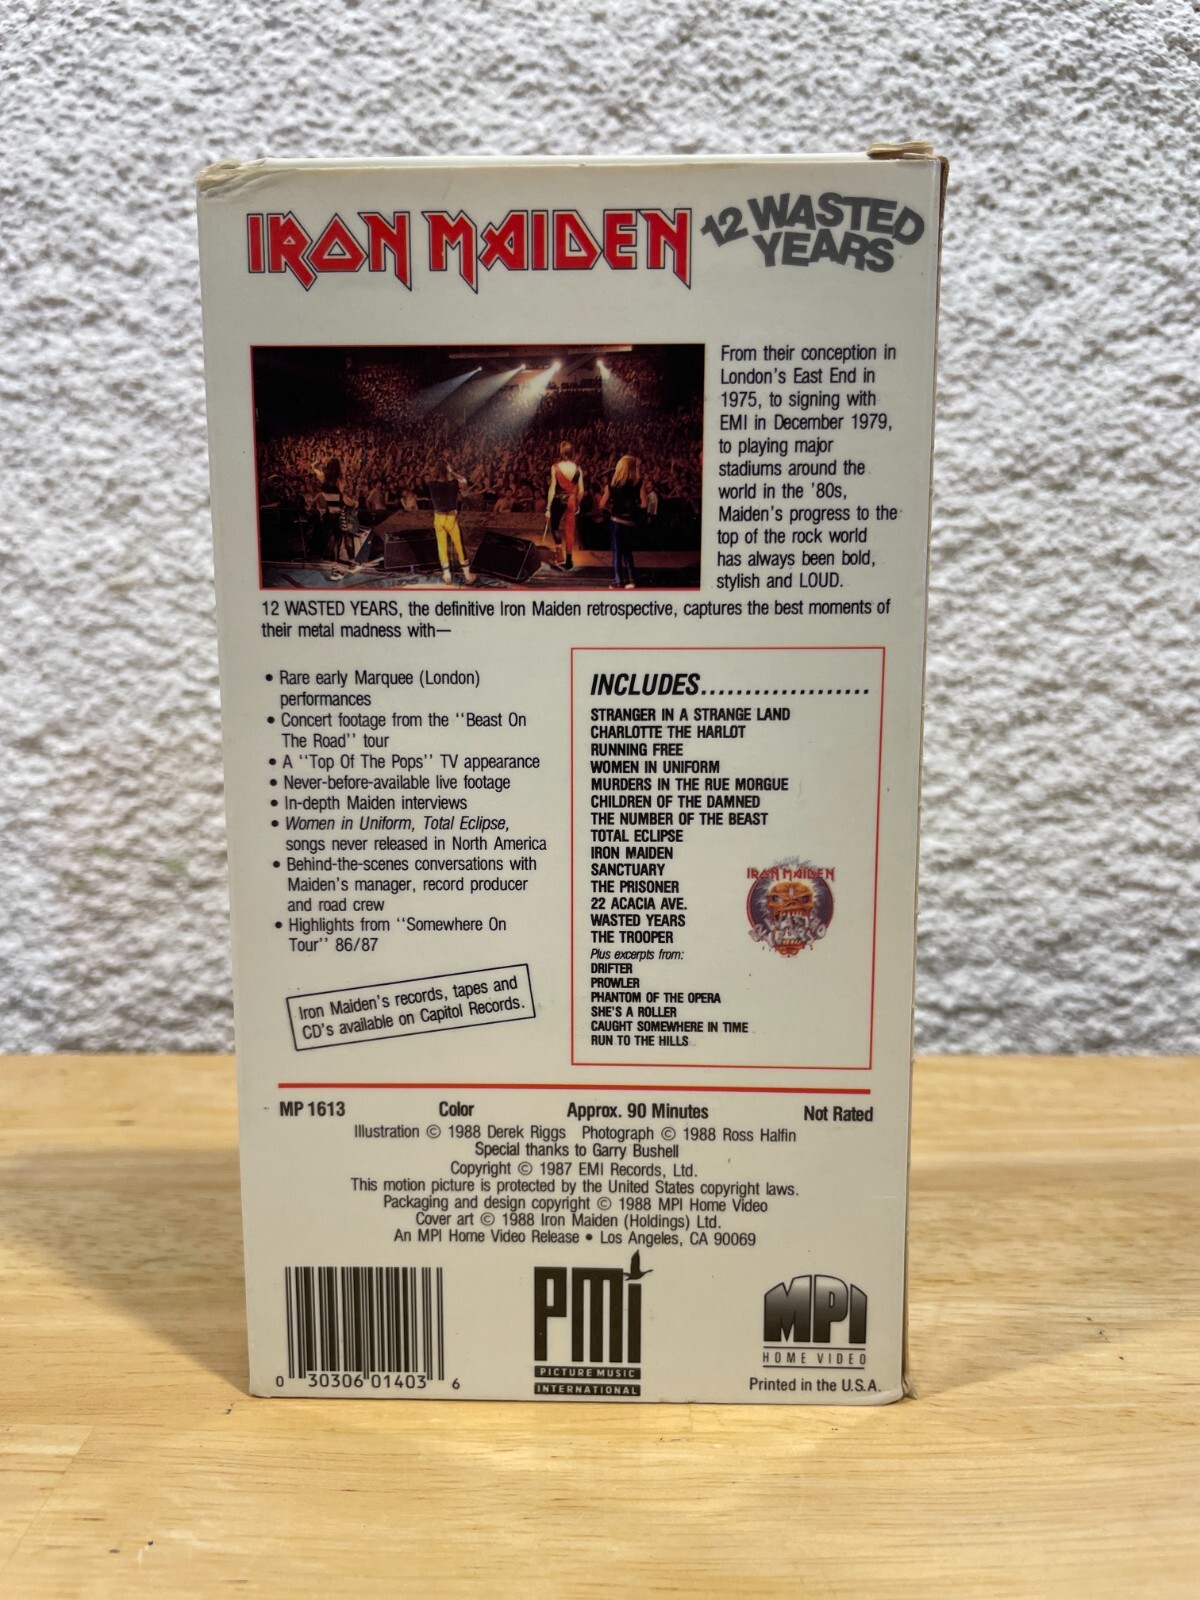 IRON MAIDEN
12 WASTED
YEARS
From their conception in
London's East End in
1975, to signing with
EMI in December 1979,
to playing major
stadiums around the
world in the '80s,
Maiden's progress to the
top of the rock world
has always been bold,
stylish and LOUD.
12 WASTED YEARS, the definitive Iron Maiden retrospective, captures the best moments of
their metal madness with—
• Rare early Marquee (London)
performances
• Concert footage from the "Beast On
The Road" tour
• A "Top Of The Pops" TV appearance
• Never-before-available live footage
• In-depth Maiden interviews
• Women in Uniform, Total Eclipse,
songs never released in North America
• Behind-the-scenes conversations with
Maiden's manager, record producer
and road crew
• Highlights from "Somewhere On
Tour" 86/87
Iron Maiden's records, tapes and
CD's available on Capitol Records.
INCLUDES...................
STRANGER IN A STRANGE LAND
CHARLOTTE THE HARLOT
RUNNING FREE
WOMEN IN UNIFORM
MURDERS IN THE RUE MORGUE
CHILDREN OF THE DAMNED
THE NUMBER OF THE BEAST
TOTAL ECLIPSE
IRON MAIDEN
SANCTUARY
THE PRISONER
22 ACACIA AVE.
WASTED YEARS
THE TROOPER
Plus excerpts from:
DRIFTER
PROWLER
PHANTOM OF THE OPERA
SHE'S A ROLLER
CAUGHT SOMEWHERE IN TIME
RUN TO THE HILLS
IRON MAIDEN
MP 1613 Color Approx. 90 Minutes Not Rated
Illustration © 1988 Derek Riggs Photograph © 1988 Ross Halfin
Special thanks to Garry Bushell
Copyright © 1987 EMI Records, Ltd.
This motion picture is protected by the United States copyright laws.
Packaging and design copyright © 1988 MPI Home Video
Cover art © 1988 Iron Maiden (Holdings) Ltd.
An MPI Home Video Release • Los Angeles, CA 90069
0 30306 01403 6
PMI
PICTURE MUSIC
INTERNATIONAL
MPI
HOME VIDEO
Printed in the U.S.A.